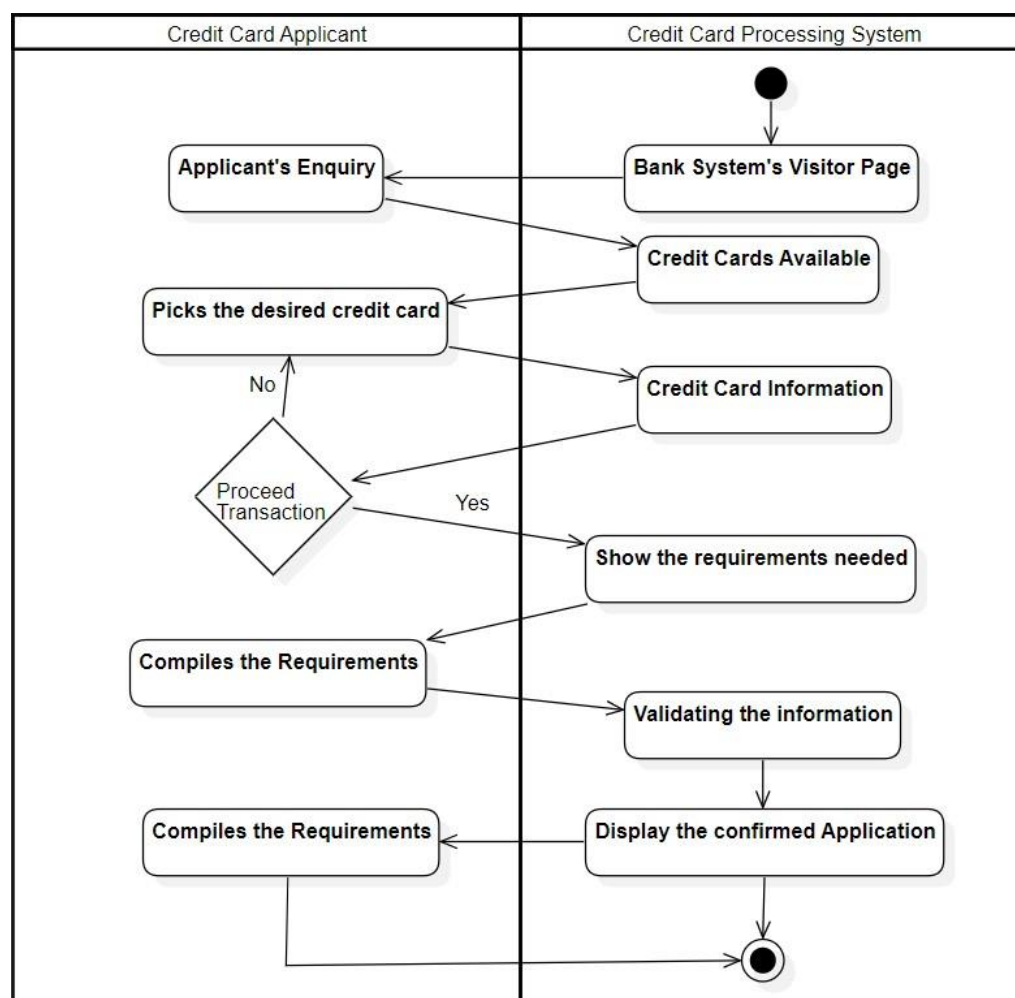 Credit Card Applicant
Credit Card Processing System
Applicant's Enquiry
Bank System's Visitor Page
Credit Cards Available
Picks the desired credit card
No
Credit Card Information
Proceed
Transaction
Yes
Show the requirements needed
Compiles the Requirements
Validating the information
Compiles the Requirements
Display the confirmed Application